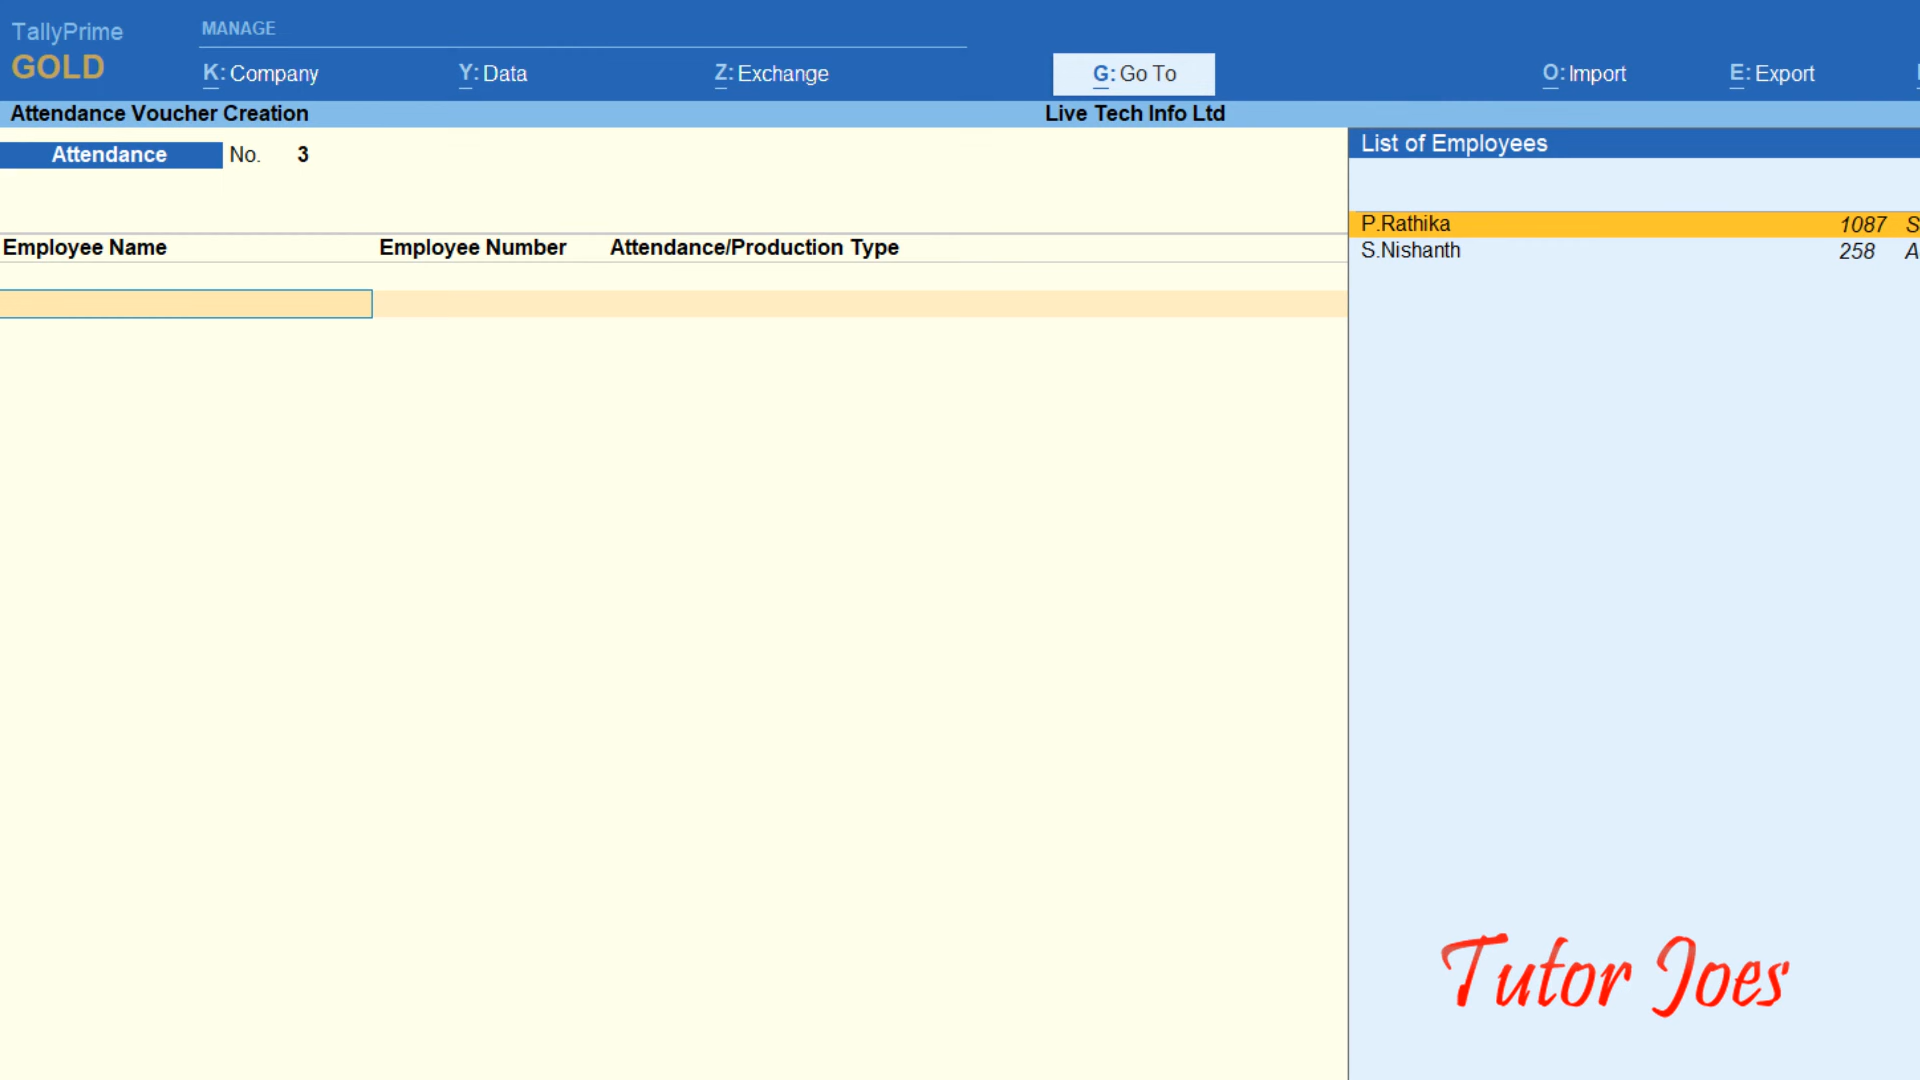 TallyPrime
GOLD
MANAGE
K: Company
Y: Data
Z: Exchange
G: Go To
O: Import
E: Export
Attendance Voucher Creation
Live Tech Info Ltd
Attendance No. 3
Employee Name Employee Number Attendance/Production Type
List of Employees
P.Rathika 1087 S
S.Nishanth 258 A
Tutor Joes